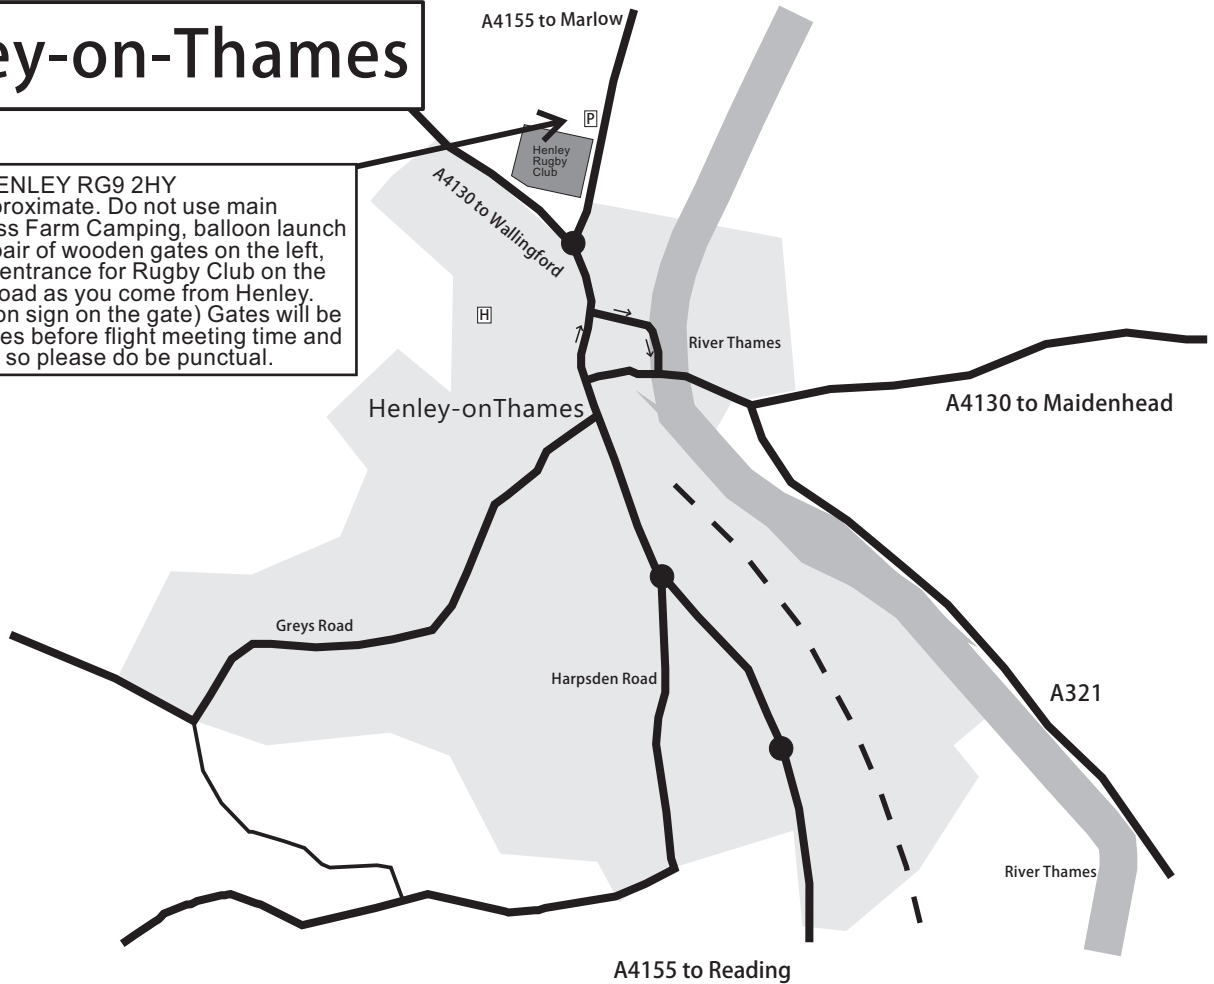 A4155 to Marlow
ey-on-Thames
P
Henley
Rugby
Club
A4130 to Wallingford
ENLEY RG9 2HY
proximate. Do not use main
ss Farm Camping, balloon launch
pair of wooden gates on the left,
entrance for Rugby Club on the
oad as you come from Henley.
on sign on the gate) Gates will be
es before flight meeting time and
so please do be punctual.
H
River Thames
Henley-onThames
A4130 to Maidenhead
Greys Road
Harpsden Road
A321
River Thames
A4155 to Reading